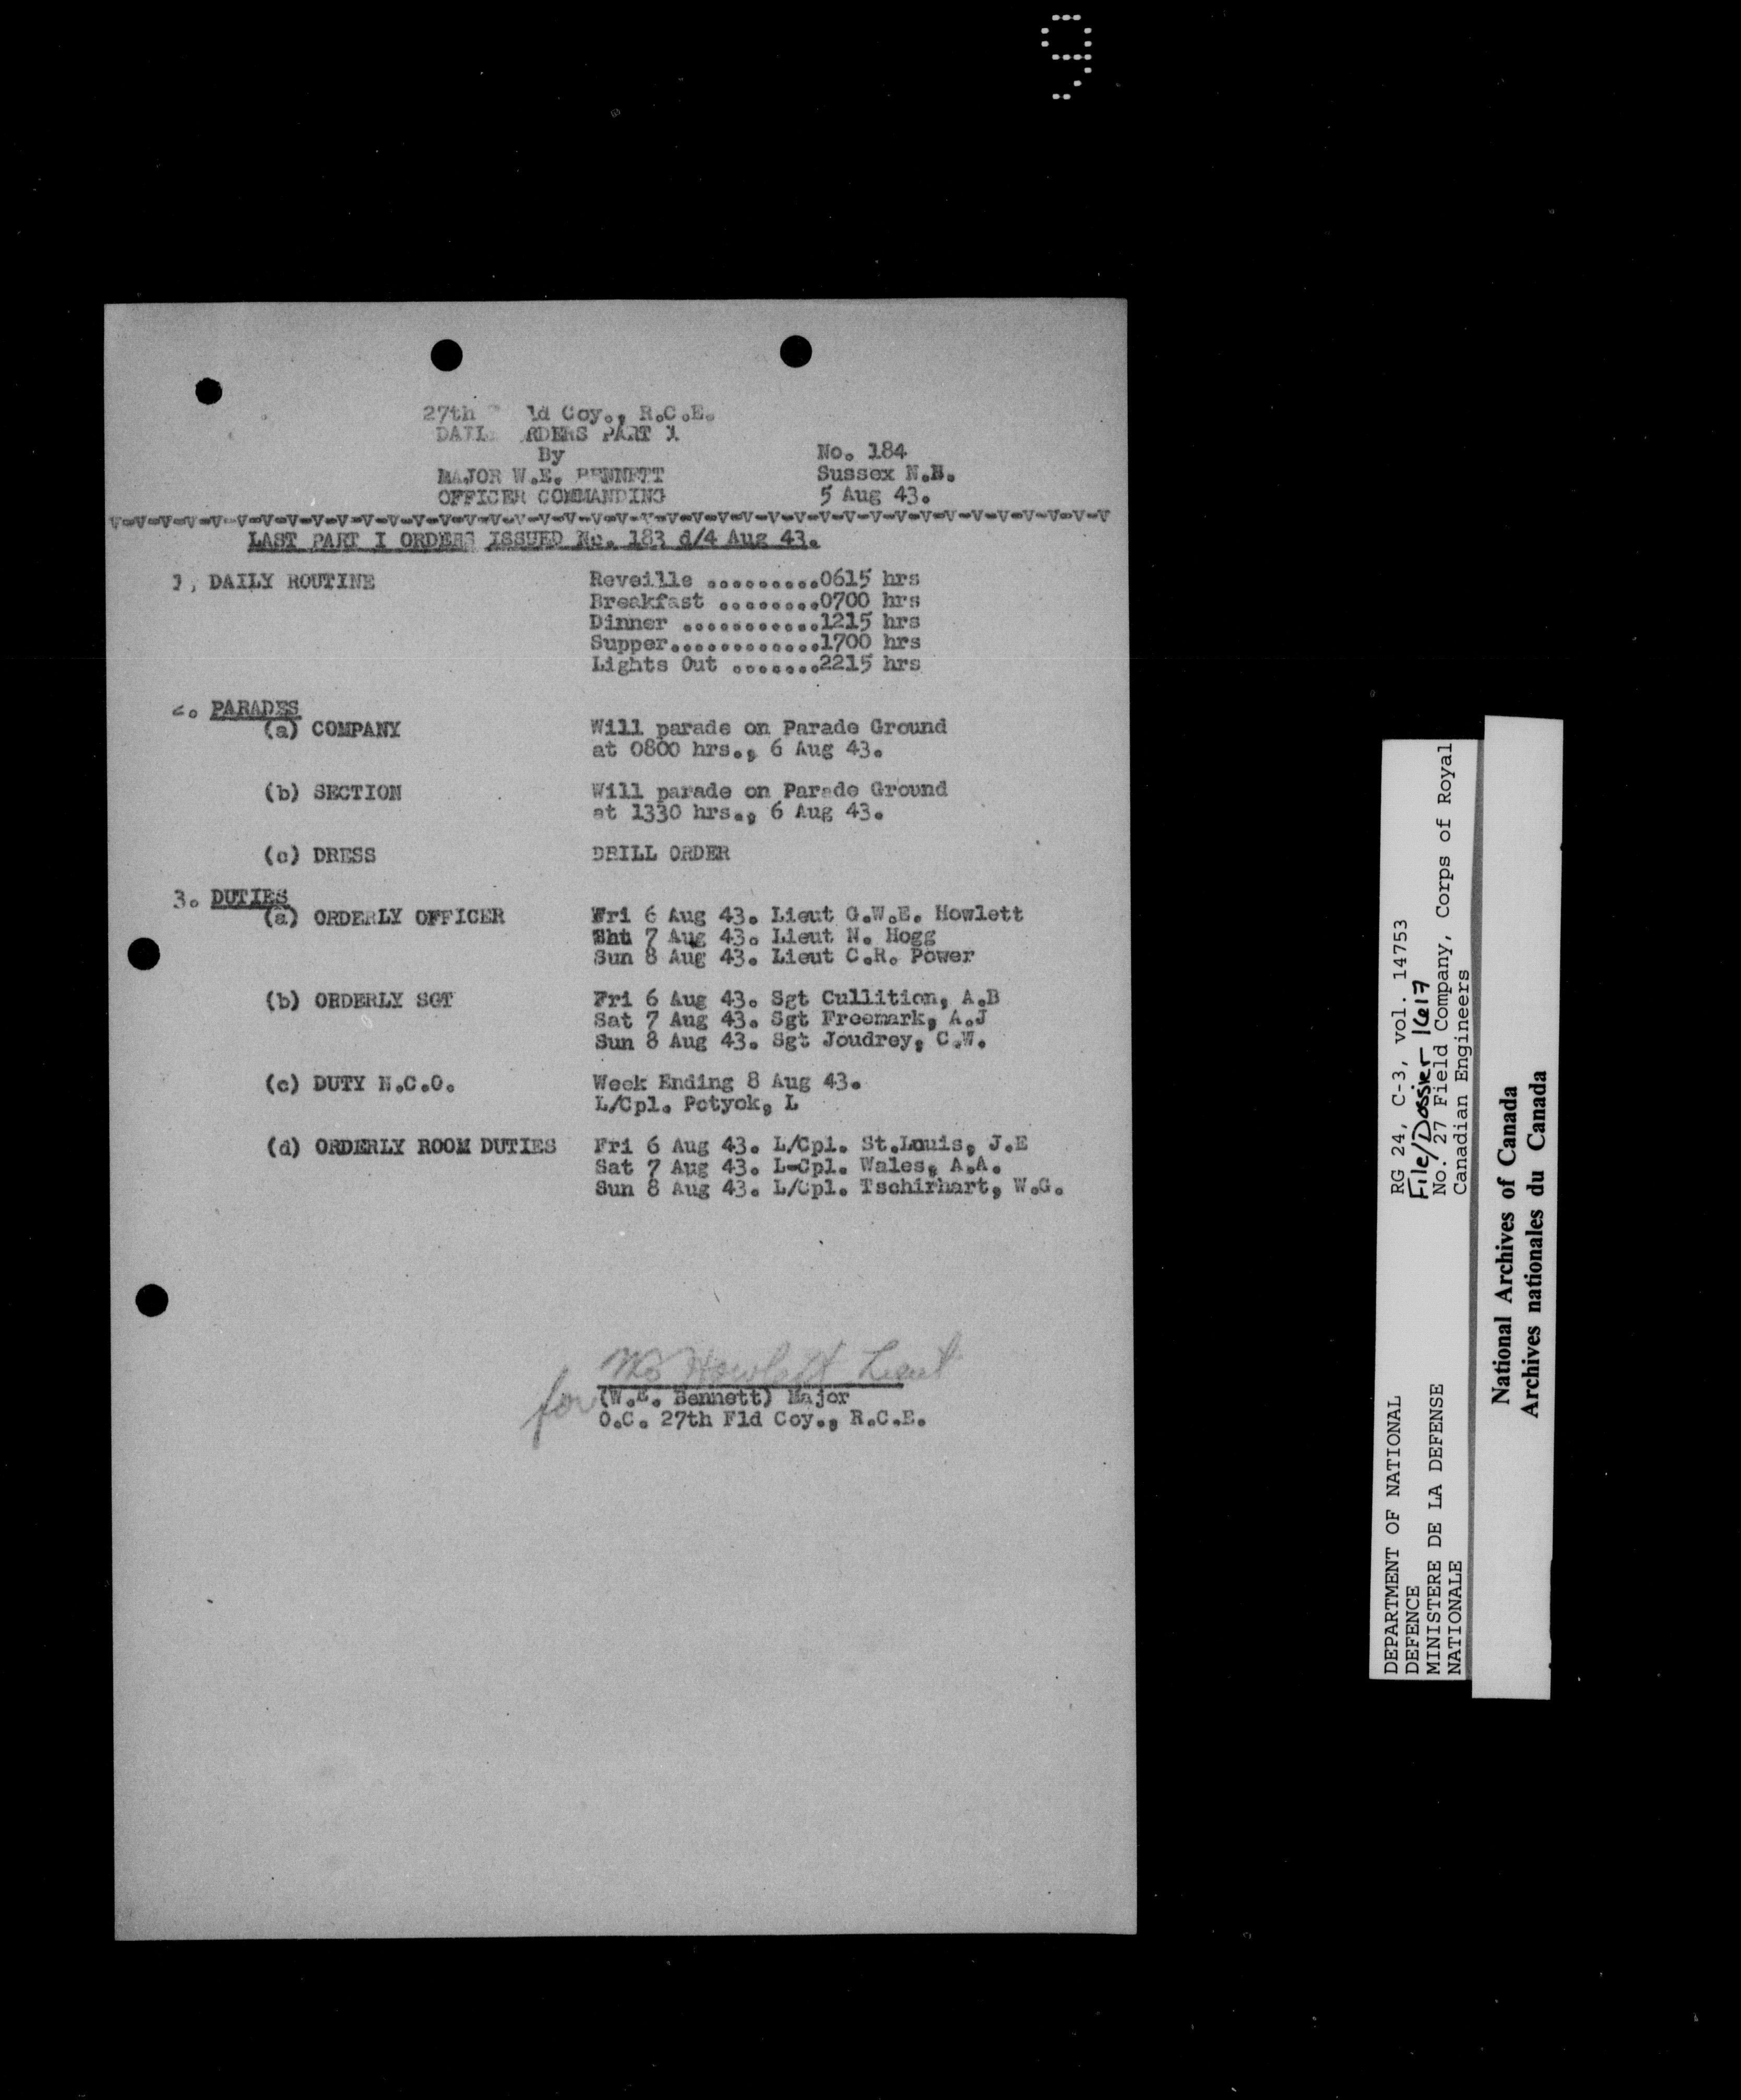 27th ld Coy., R.C.E.
DAIL RDERS PART I
By
MAJOR W.E. BENNETT
OFFICER COMMANDING
No. 184
Sussex N.B.
5 Aug 43.
V-V-V-V-V-V-V-V-V-V-V-V-V-V-V-V-V-V-V-V-V-V-V-V-V-V-V-V-V-V-V-V-V-V-V-V-V-V-V-V
LAST PART I ORDERS ISSUED No. 183 d/4 Aug 43.
1, DAILY ROUTINE
Reveille .........0615 hrs
Breakfast ........0700 hrs
Dinner ...........1215 hrs
Supper............1700 hrs
Lights Out .......2215 hrs
2. PARADES
(a) COMPANY Will parade on Parade Ground
at 0800 hrs., 6 Aug 43.
(b) SECTION Will parade on Parade Ground
at 1330 hrs., 6 Aug 43.
(c) DRESS DRILL ORDER
3. DUTIES
(a) ORDERLY OFFICER Fri 6 Aug 43. Lieut G.W.E. Howlett
7 Aug 43. Lieut N. Hogg
Sun 8 Aug 43. Lieut C.R. Power
(b) ORDERLY SGT Fri 6 Aug 43. Sgt Cullition, A.B
Sat 7 Aug 43. Sgt Freemark, A.J
Sun 8 Aug 43. Sgt Joudrey, C.W.
(c) DUTY N.C.O. Week Ending 8 Aug 43.
L/Cpl. Potyok, L
(d) ORDERLY ROOM DUTIES Fri 6 Aug 43. L/Cpl. St.Louis, J.E
Sat 7 Aug 43. L-Cpl. Wales, A.A.
Sun 8 Aug 43. L/Cpl. Tschirhart, W.G.
Howlett Lieut
for (W.E. Bennett) Major
O.C. 27th Fld Coy., R.C.E.
DEPARTMENT OF NATIONAL
DEFENCE
MINISTERE DE LA DEFENSE
NATIONALE
RG 24, C-3, vol. 14753
File/Dossier 1617
No. 27 Field Company, Corps of Royal
Canadian Engineers
National Archives of Canada
Archives nationales du Canada